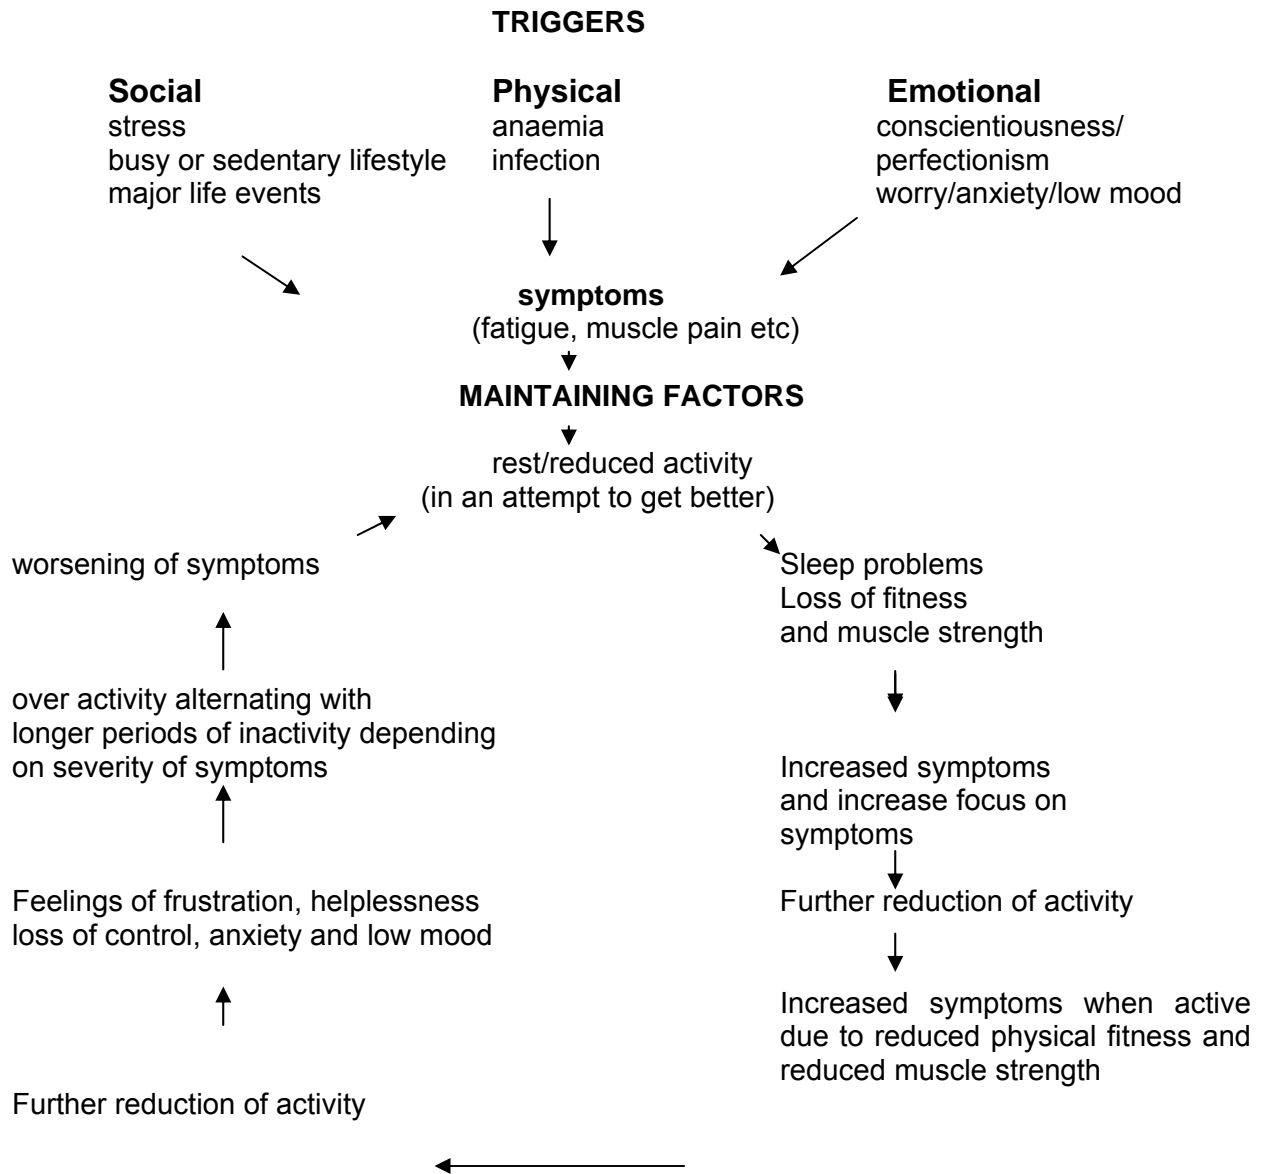 TRIGGERS
Social
stress
busy or sedentary lifestyle
major life events
Physical
anaemia
infection
Emotional
conscientiousness/
perfectionism
worry/anxiety/low mood
symptoms
(fatigue, muscle pain etc)
MAINTAINING FACTORS
rest/reduced activity
(in an attempt to get better)
Sleep problems
Loss of fitness
and muscle strength
Increased symptoms
and increase focus on
symptoms
Further reduction of activity
Increased symptoms when active
due to reduced physical fitness and
reduced muscle strength
Further reduction of activity
Feelings of frustration, helplessness
loss of control, anxiety and low mood
over activity alternating with
longer periods of inactivity depending
on severity of symptoms
worsening of symptoms